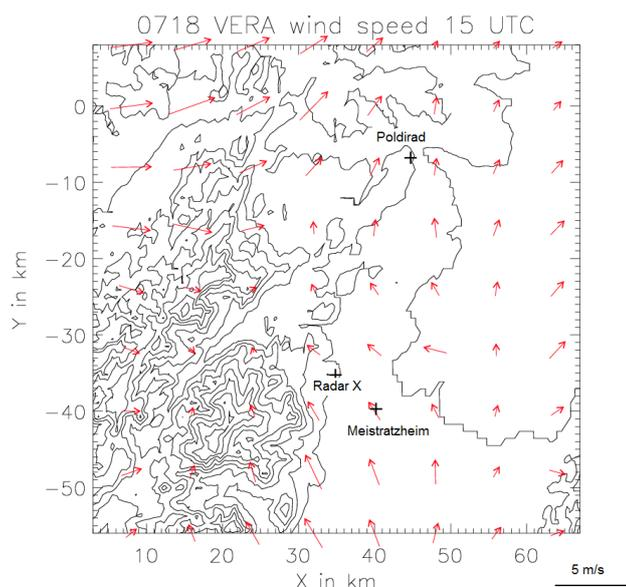 0718 VERA wind speed 15 UTC
0
Poldirad
−10
−20
Y in km
−30
Radar X
−40
Meistratzheim
−50
10 20 30 40 50 60
X in km
5 m/s